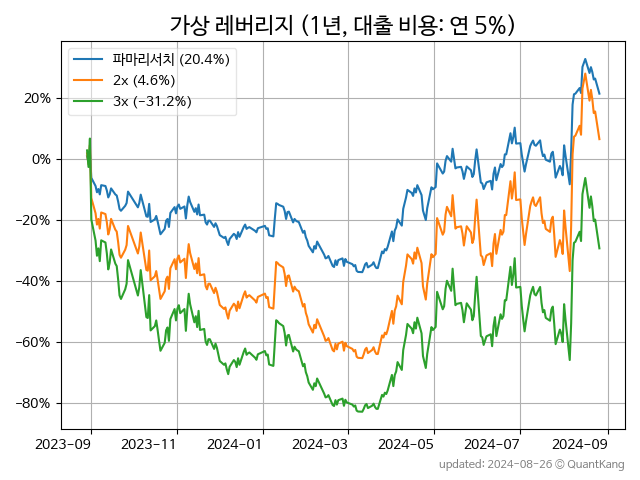 가상 레버리지 (1년, 대출 비용: 연 5%)
파마리서치 (20.4%)
2x (4.6%)
3x (−31.2%)
20%
0%
−20%
−40%
−60%
−80%
2023−09 2023−11 2024−01 2024−03 2024−05 2024−07 2024−09
updated: 2024-08-26 © QuantKang